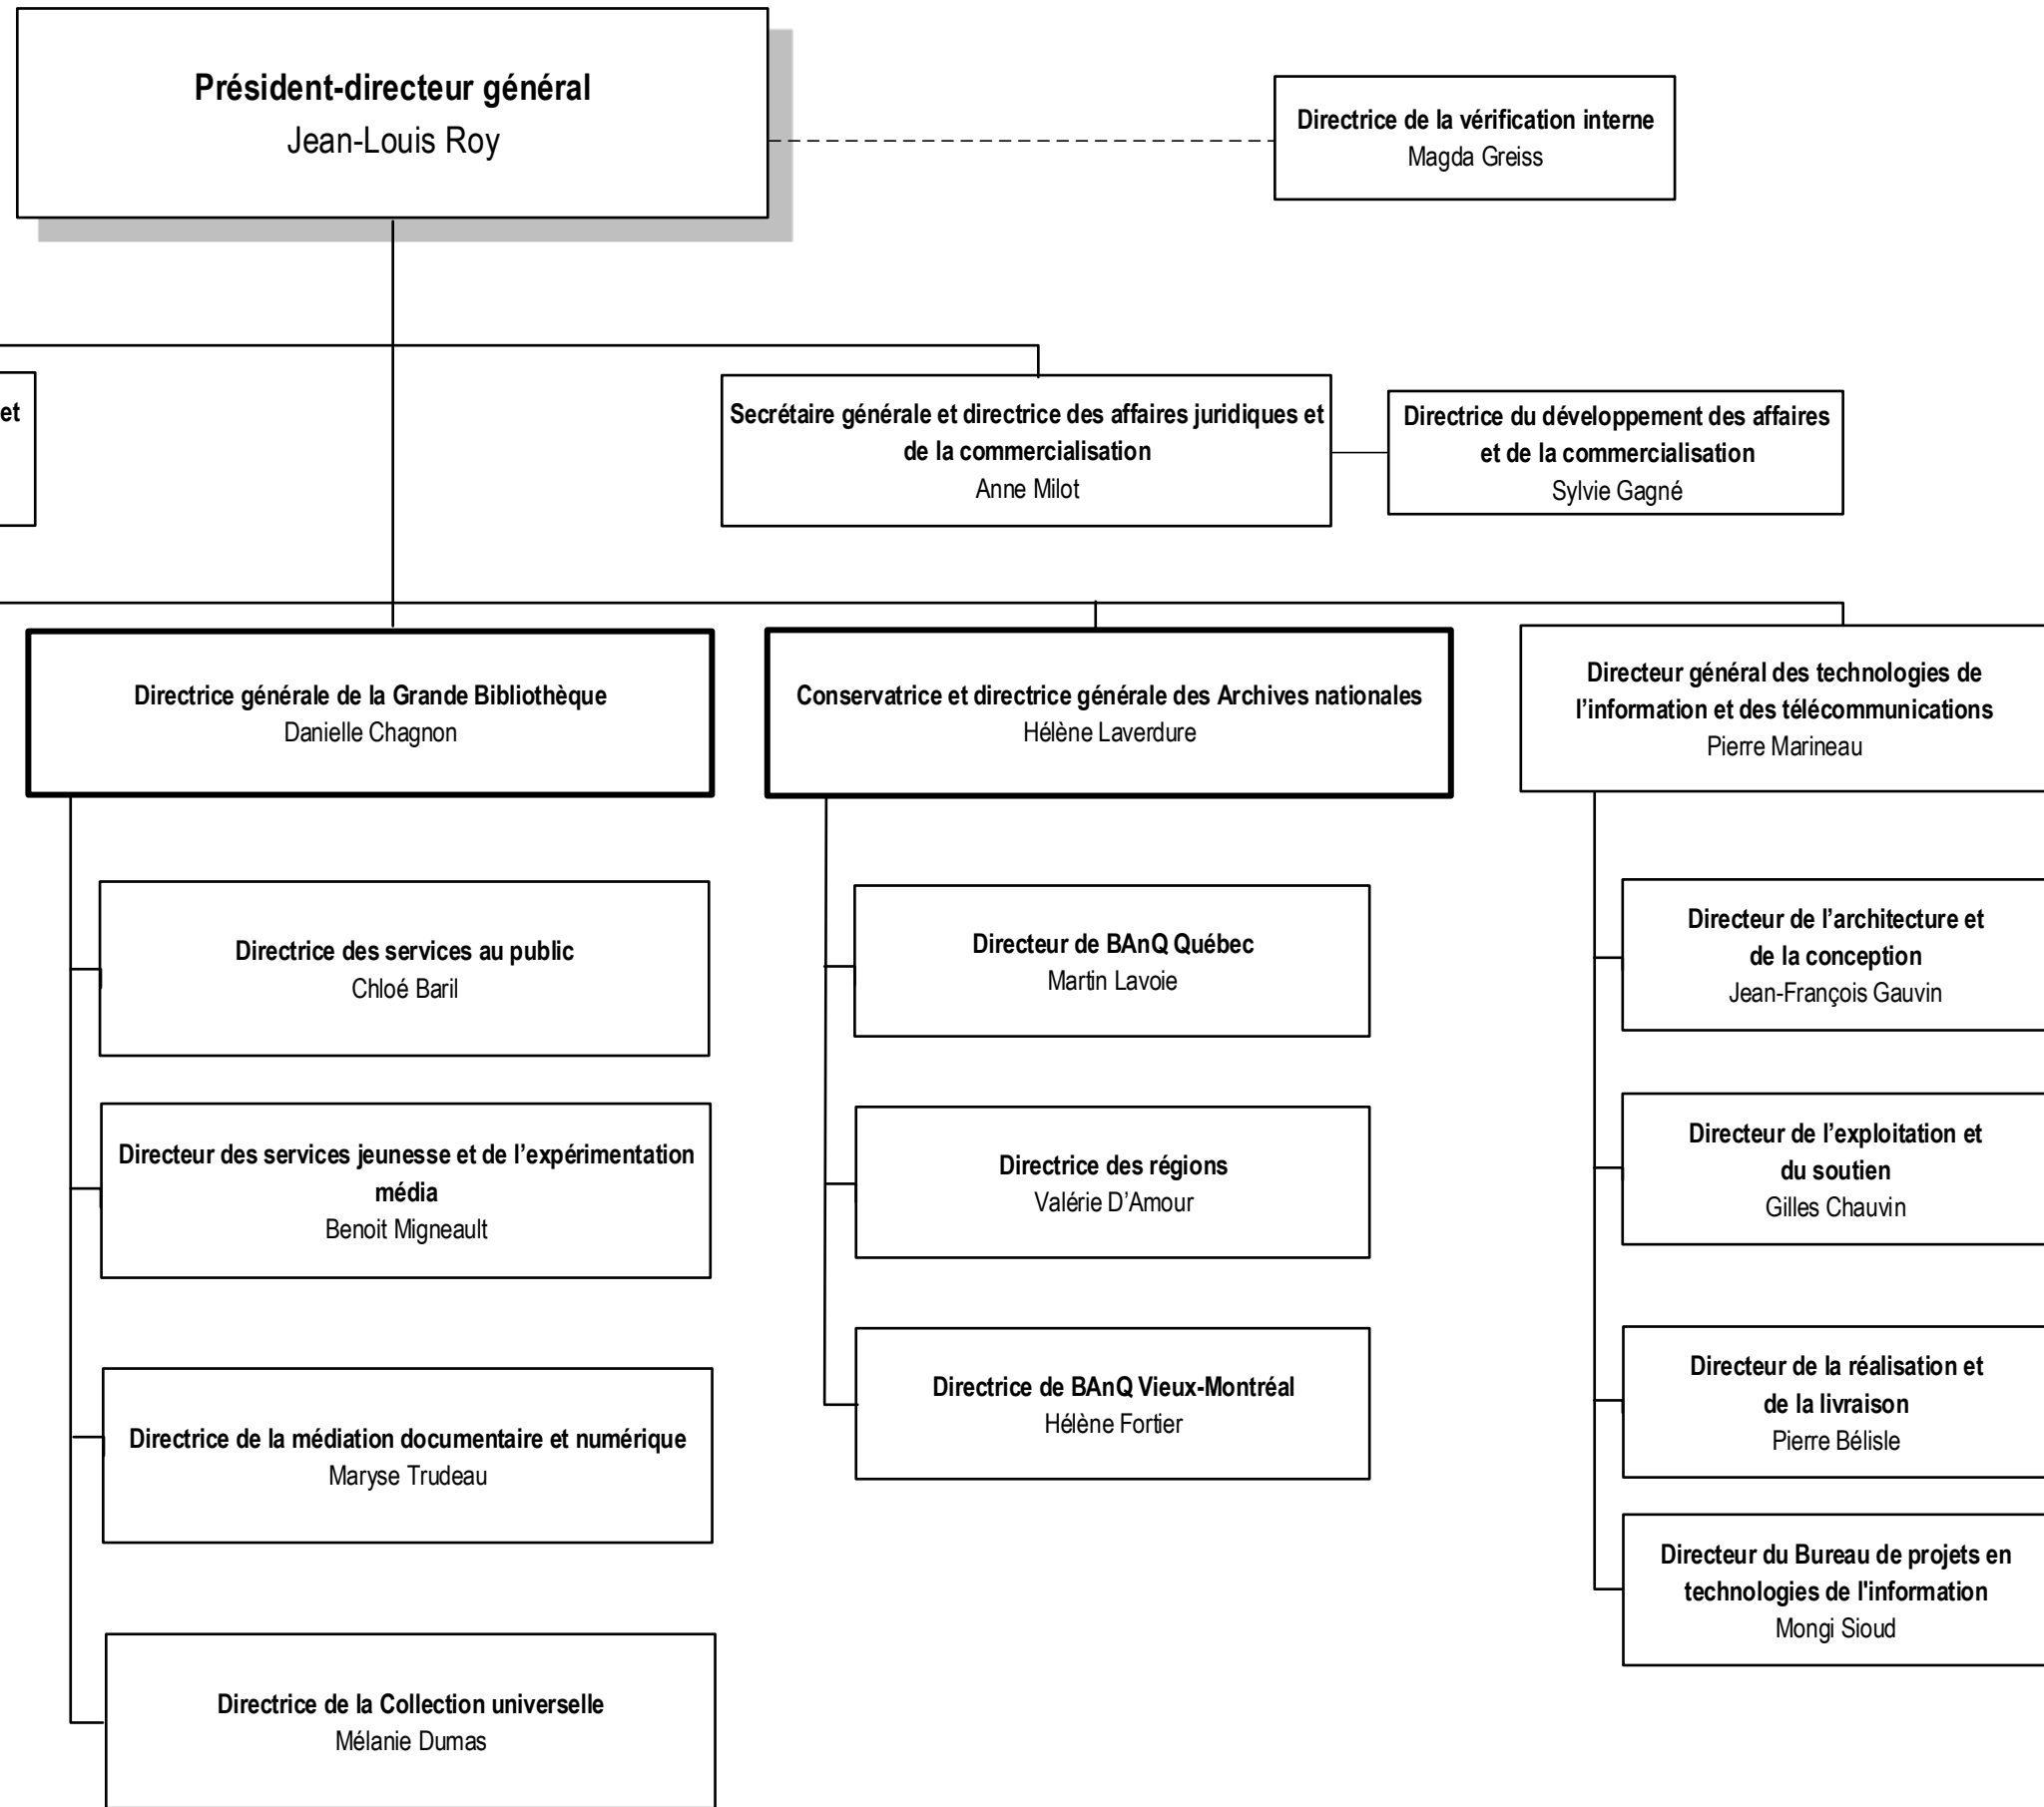 Président-directeur général
Jean-Louis Roy
Directrice de la vérification interne
Magda Greiss
et
Secrétaire générale et directrice des affaires juridiques et
de la commercialisation
Anne Milot
Directrice du développement des affaires
et de la commercialisation
Sylvie Gagné
Directrice générale de la Grande Bibliothèque
Danielle Chagnon
Conservatrice et directrice générale des Archives nationales
Hélène Laverdure
Directeur général des technologies de
l’information et des télécommunications
Pierre Marineau
Directrice des services au public
Chloé Baril
Directeur des services jeunesse et de l’expérimentation
média
Benoit Migneault
Directrice de la médiation documentaire et numérique
Maryse Trudeau
Directrice de la Collection universelle
Mélanie Dumas
Directeur de BAnQ Québec
Martin Lavoie
Directrice des régions
Valérie D’Amour
Directrice de BAnQ Vieux-Montréal
Hélène Fortier
Directeur de l’architecture et
de la conception
Jean-François Gauvin
Directeur de l’exploitation et
du soutien
Gilles Chauvin
Directeur de la réalisation et
de la livraison
Pierre Bélisle
Directeur du Bureau de projets en
technologies de l'information
Mongi Sioud